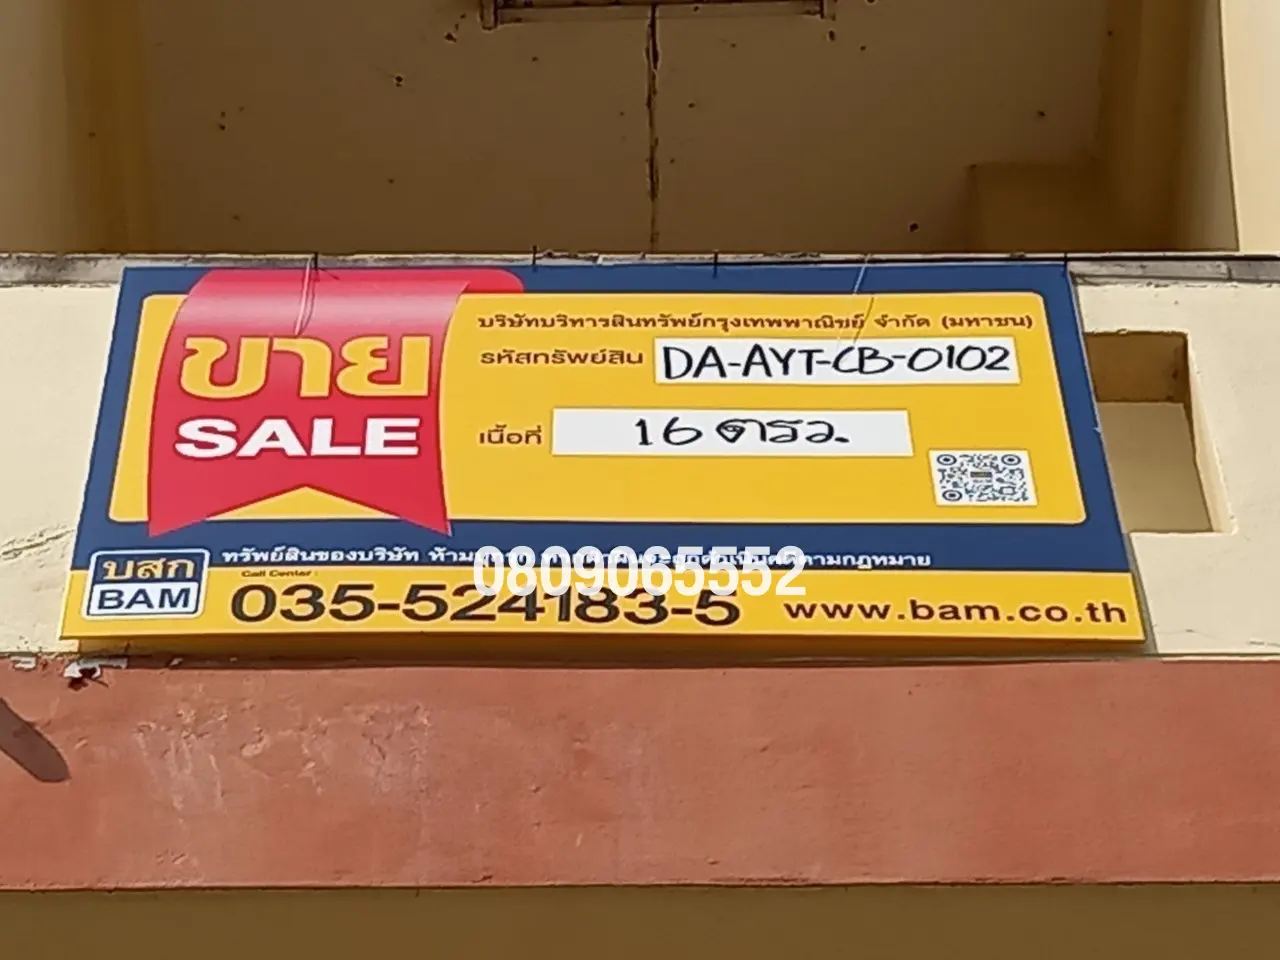 ขาย
SALE
บริษัทบริหารสินทรัพย์กรุงเทพพาณิชย์ จำกัด (มหาชน)
รหัสทรัพย์สิน DA-AYT-CB-0102
เนื้อที่ 16 ตรว.
บสก
BAM
ทรัพย์สินของบริษัท ตามกฎหมาย
0809065552
Call Center :
035-524183-5 www.bam.co.th